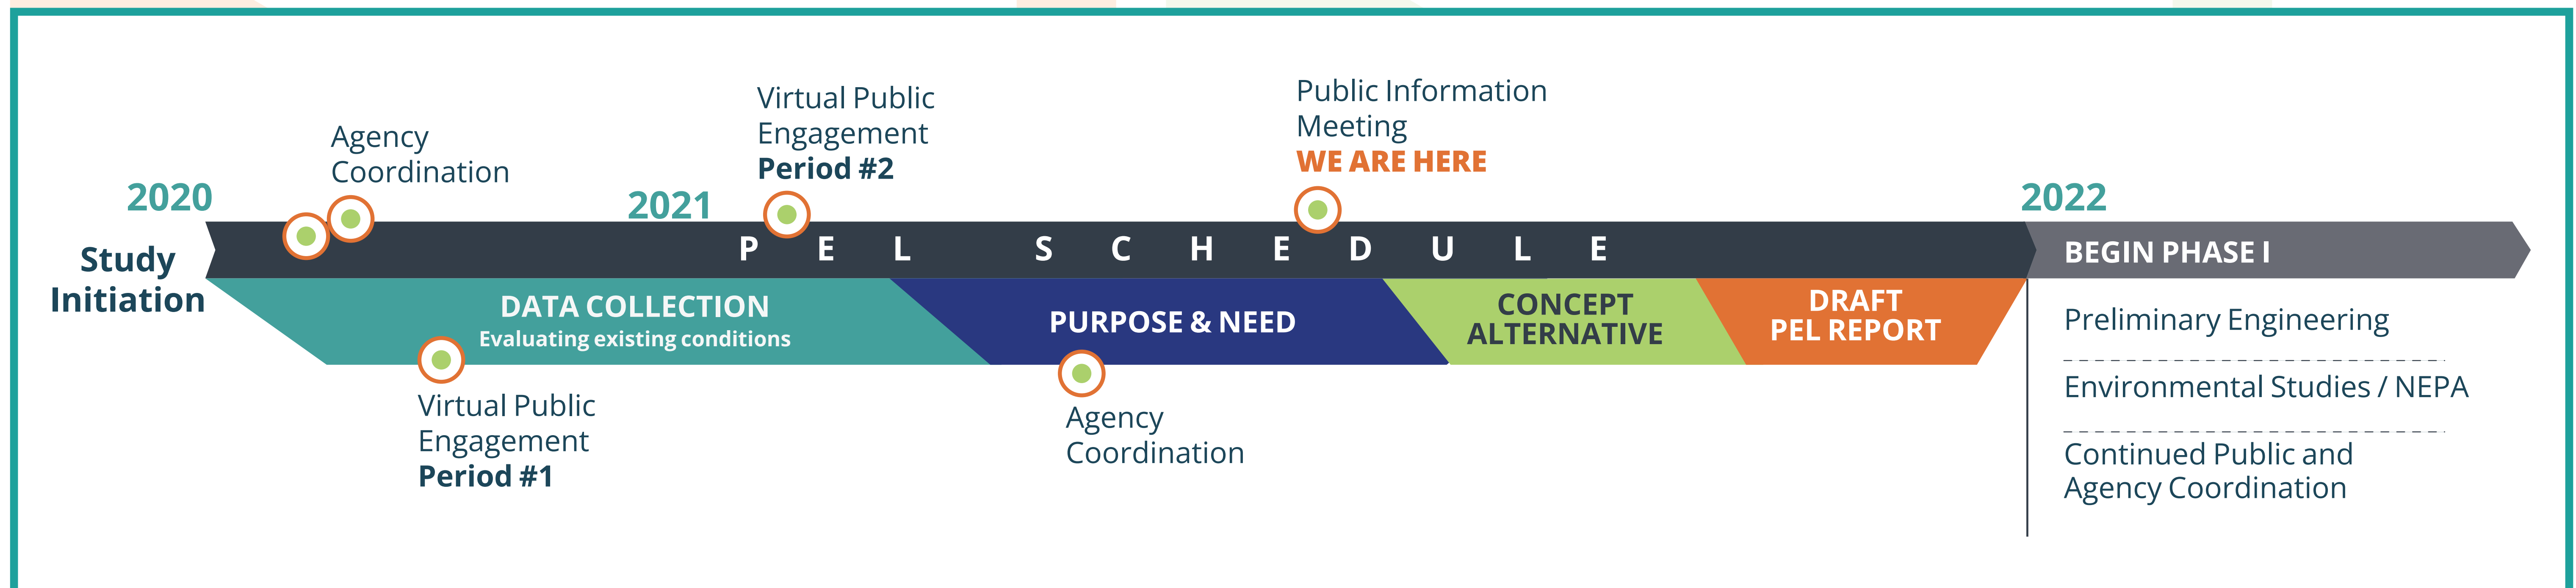 2020
Study
Initiation
Agency
Coordination
2021
Virtual Public
Engagement
Period #2
Public Information
Meeting
WE ARE HERE
2022
PEL SCHEDULE
BEGIN PHASE I
DATA COLLECTION
Evaluating existing conditions
PURPOSE & NEED
CONCEPT
ALTERNATIVE
DRAFT
PEL REPORT
Virtual Public
Engagement
Period #1
Agency
Coordination
Preliminary Engineering
Environmental Studies / NEPA
Continued Public and
Agency Coordination